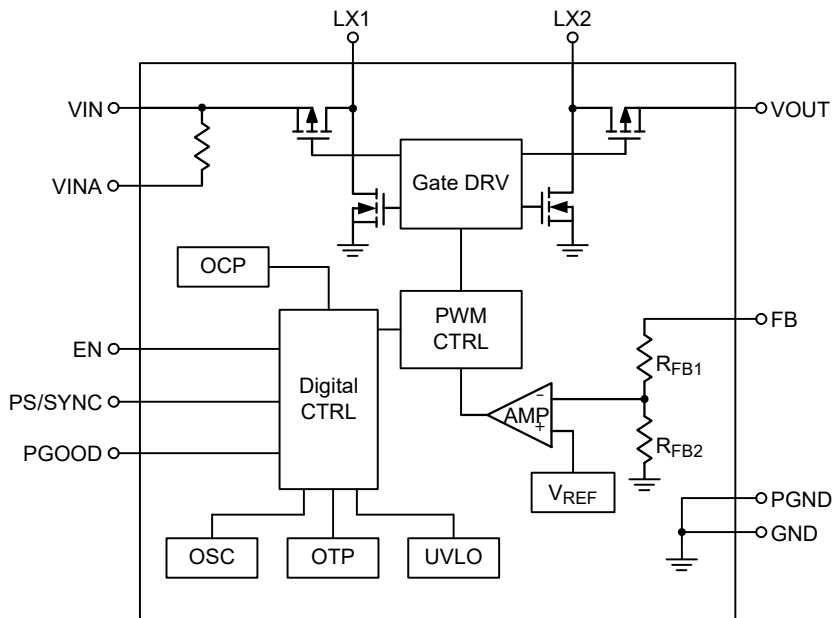 LX1
LX2
VIN
VOUT
VINA
Gate DRV
OCP
PWM
CTRL
FB
EN
Digital
CTRL
RFB1
PS/SYNC
AMP
-
+
PGOOD
RFB2
VREF
PGND
GND
OSC
OTP
UVLO